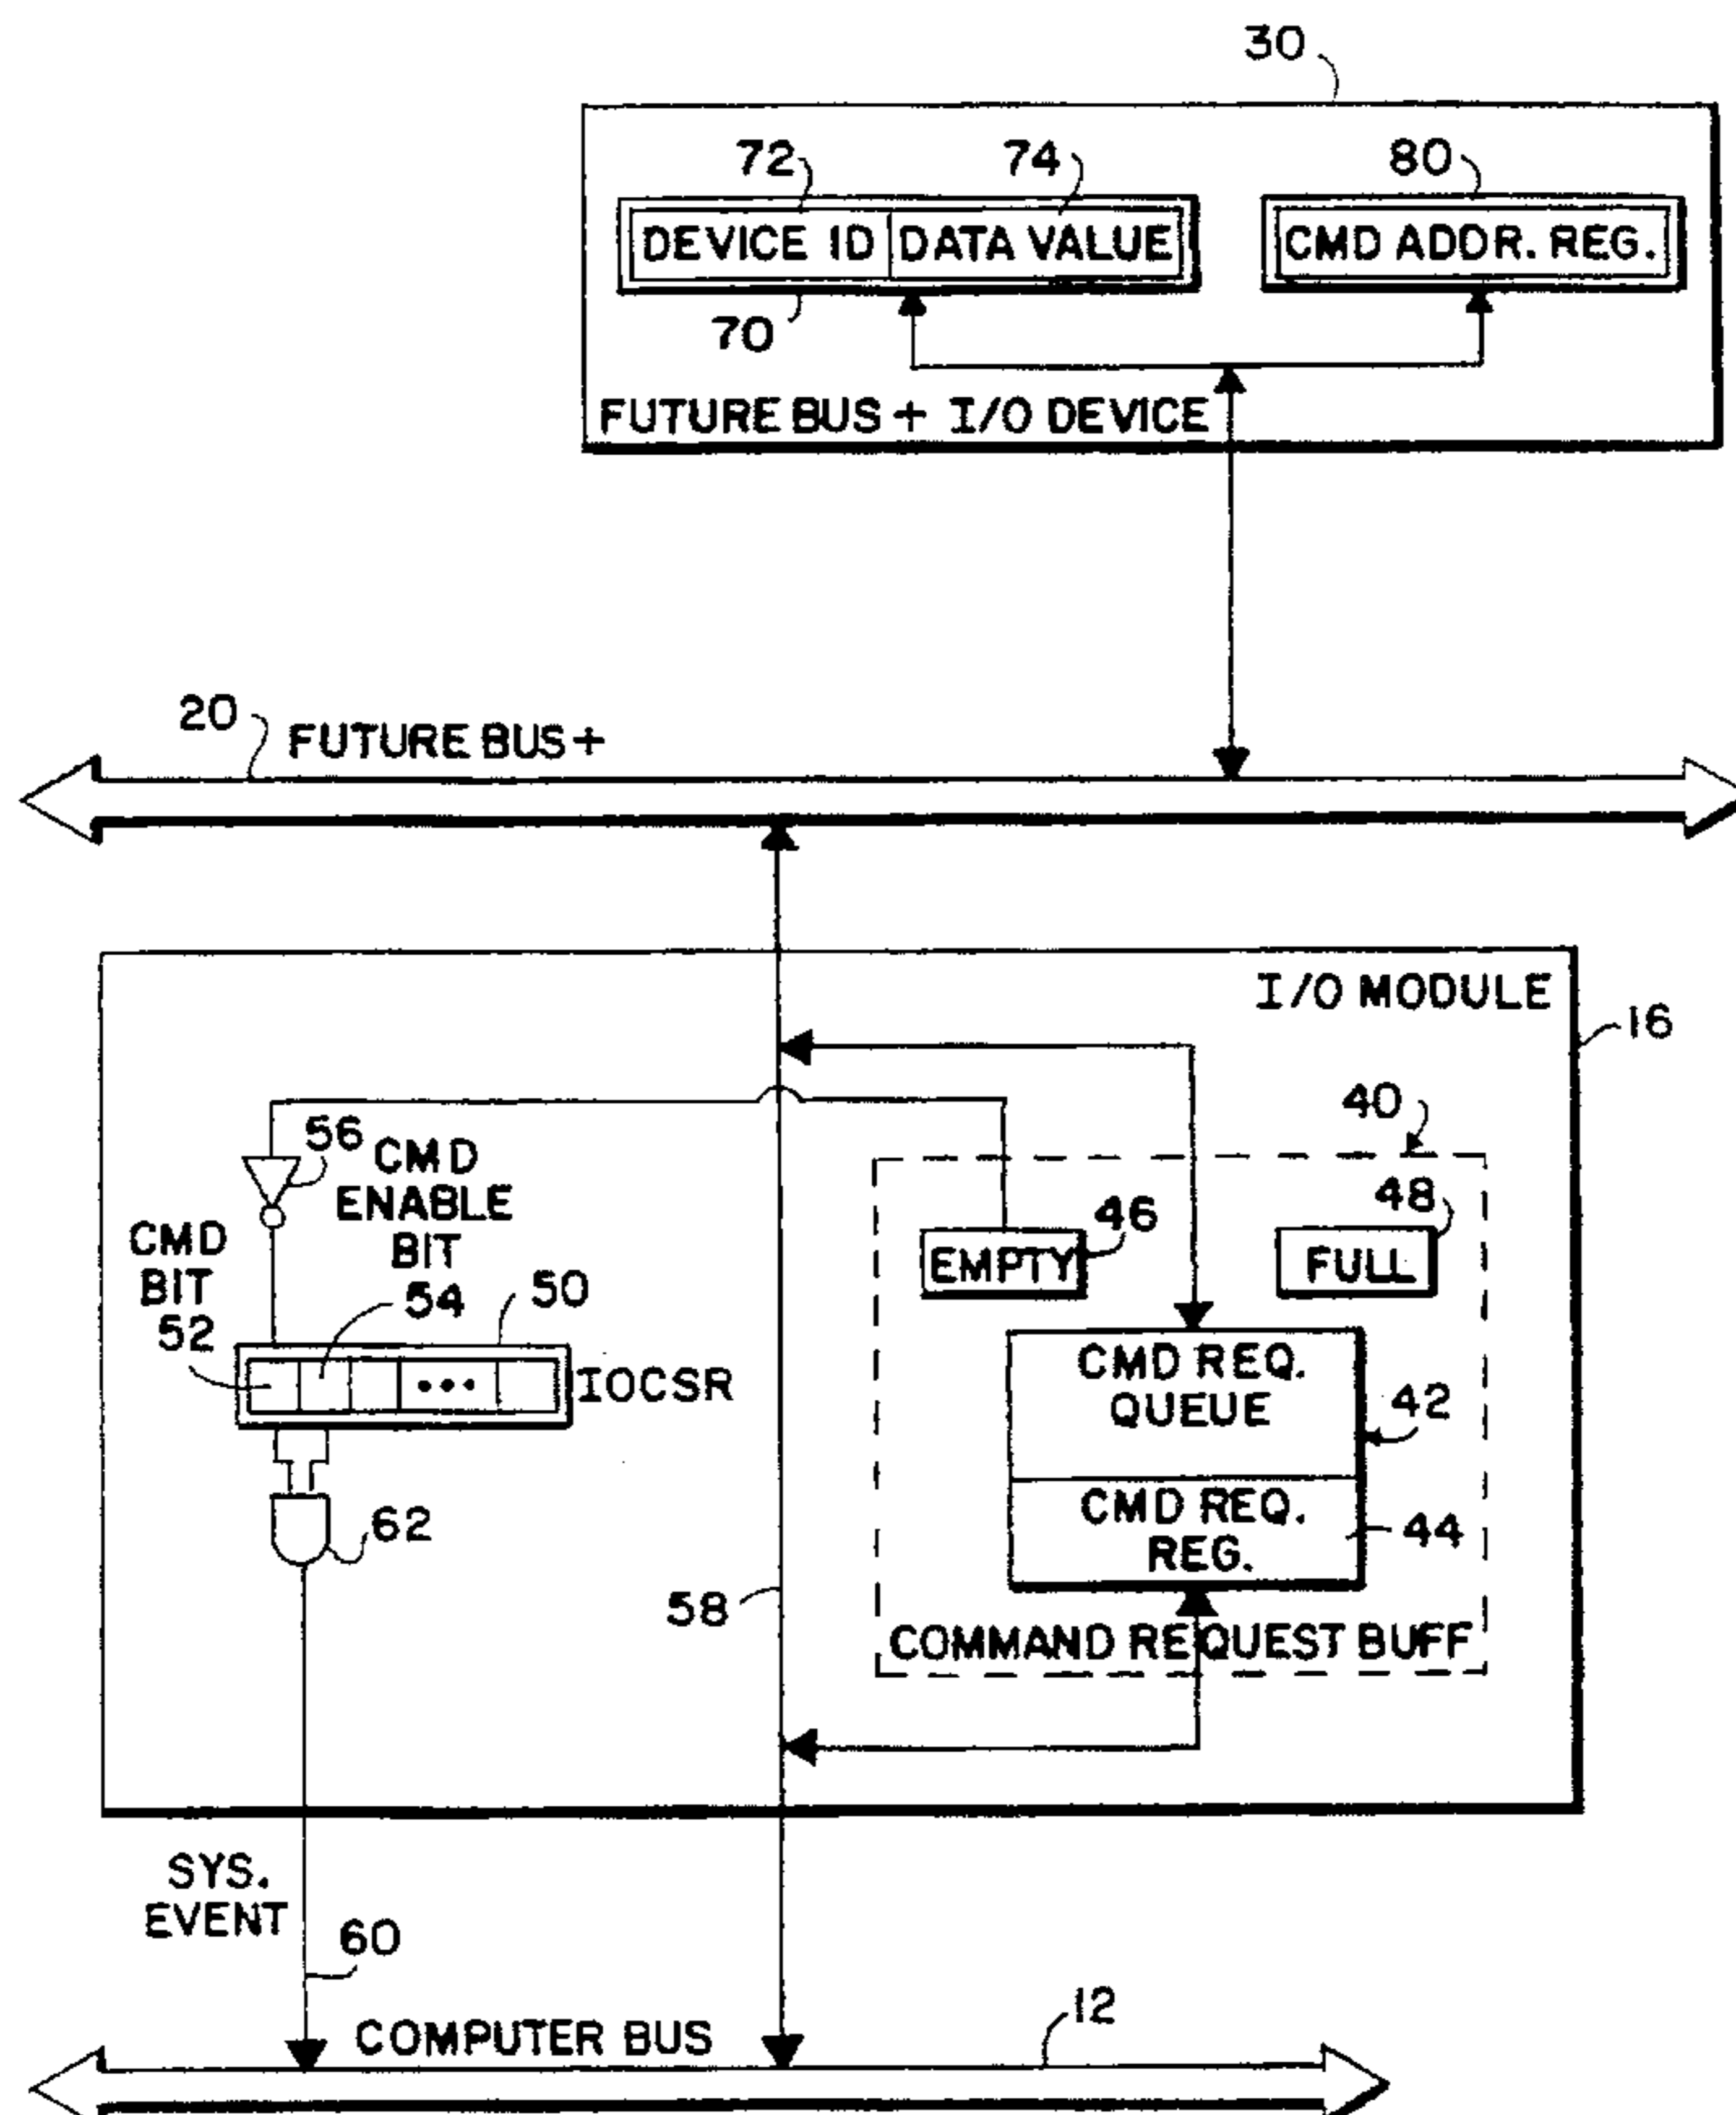 30
72
74
80
DEVICE ID
DATA VALUE
CMD ADDR. REG.
70
FUTURE BUS + I/O DEVICE
20
FUTURE BUS +
I/O MODULE
16
40
56
CMD
ENABLE
BIT
54
CMD
BIT
52
50
IOCSR
46
EMPTY
48
FULL
CMD REQ.
QUEUE
42
CMD REQ.
REG.
44
62
58
COMMAND REQUEST BUFF
SYS.
EVENT
60
COMPUTER BUS
12